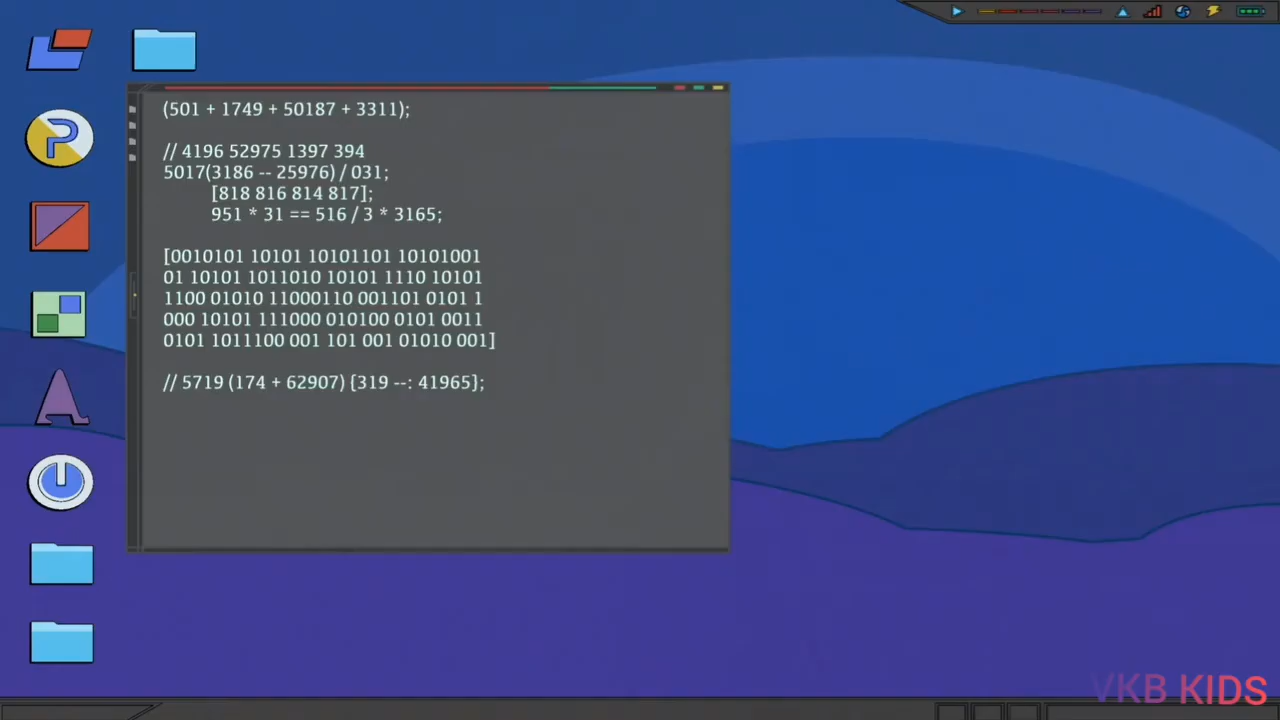 (501 + 1749 + 50187 + 3311);
// 4196 52975 1397 394
5017(3186 -- 25976) / 031;
[818 816 814 817];
951 * 31 == 516 / 3 * 3165;
[0010101 10101 10101101 10101001
01 10101 1011010 10101 1110 10101
1100 01010 11000110 001101 0101 1
000 10101 111000 010100 0101 0011
0101 1011100 001 101 001 01010 001]
// 5719 (174 + 62907) {319 --: 41965};
VKB KIDS